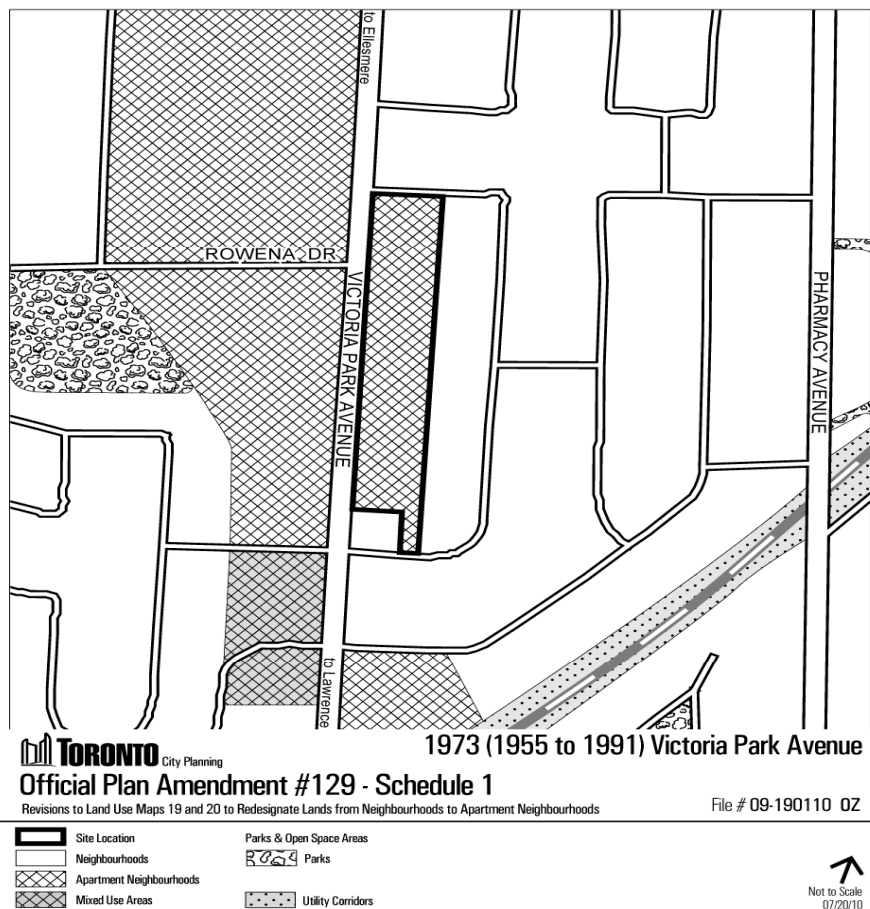 to Ellesmere
ROWENA DR
VICTORIA PARK AVENUE
PHARMACY AVENUE
to Lawrence
TORONTO City Planning
1973 (1955 to 1991) Victoria Park Avenue
Official Plan Amendment #129 - Schedule 1
Revisions to Land Use Maps 19 and 20 to Redesignate Lands from Neighbourhoods to Apartment Neighbourhoods
File # 09-190110 OZ
Site Location
Neighbourhoods
Apartment Neighbourhoods
Mixed Use Areas
Parks & Open Space Areas
Parks
Utility Corridors
Not to Scale
07/20/10